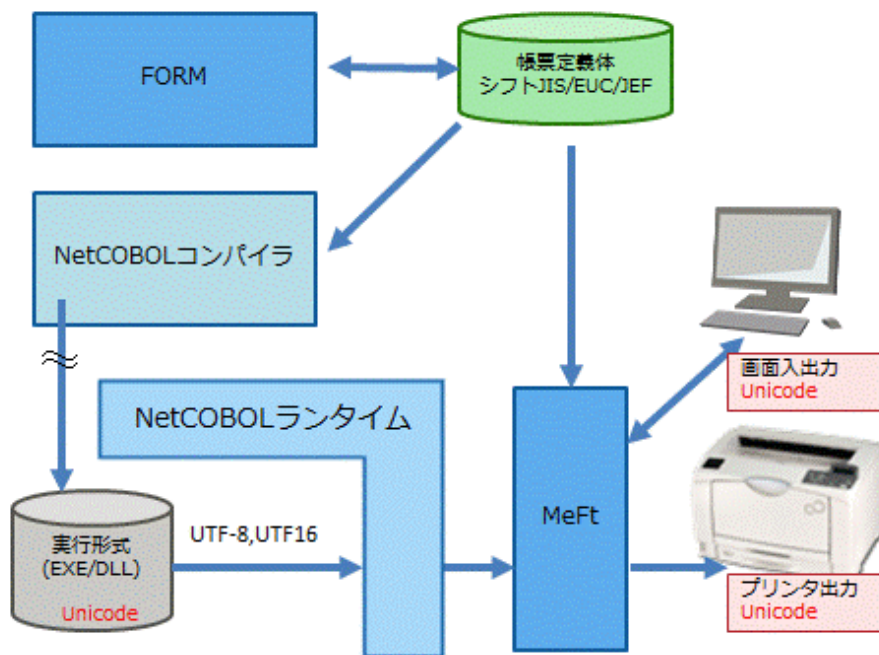 FORM
帳票定義体
シフトJIS/EUC/JEF
NetCOBOLコンパイラ
画面入出力
Unicode
NetCOBOLランタイム
MeFt
実行形式
(EXE/DLL)
Unicode
UTF-8,UTF16
プリンタ出力
Unicode